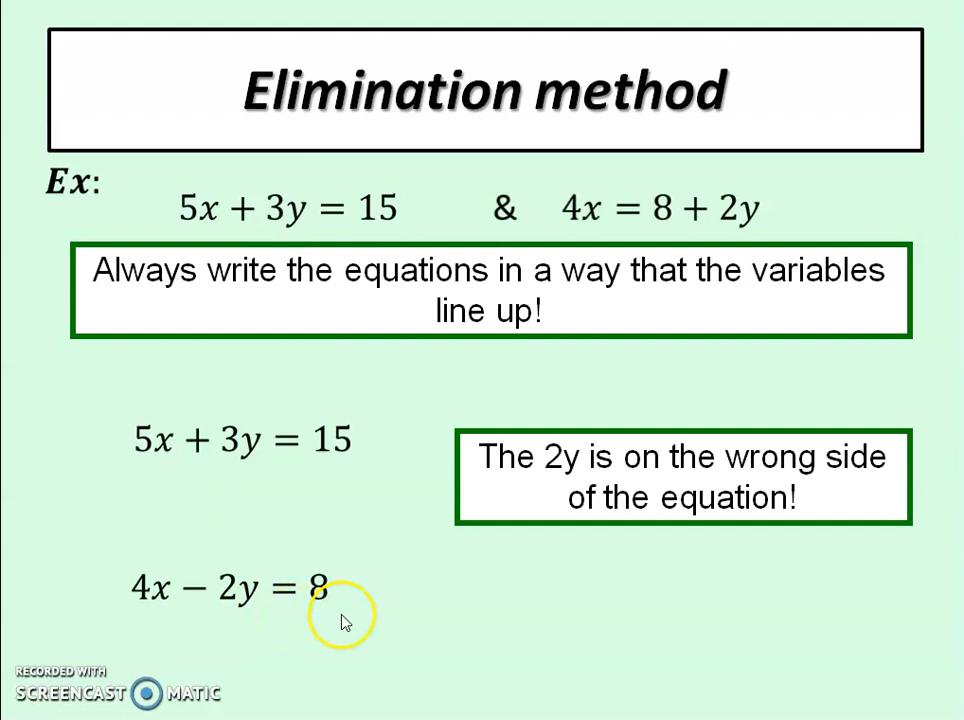 Elimination method
Ex:
5x + 3y = 15 & 4x = 8 + 2y
Always write the equations in a way that the variables
line up!
5x + 3y = 15
The 2y is on the wrong side
of the equation!
4x − 2y = 8
RECORDED WITH
SCREENCAST MATIC